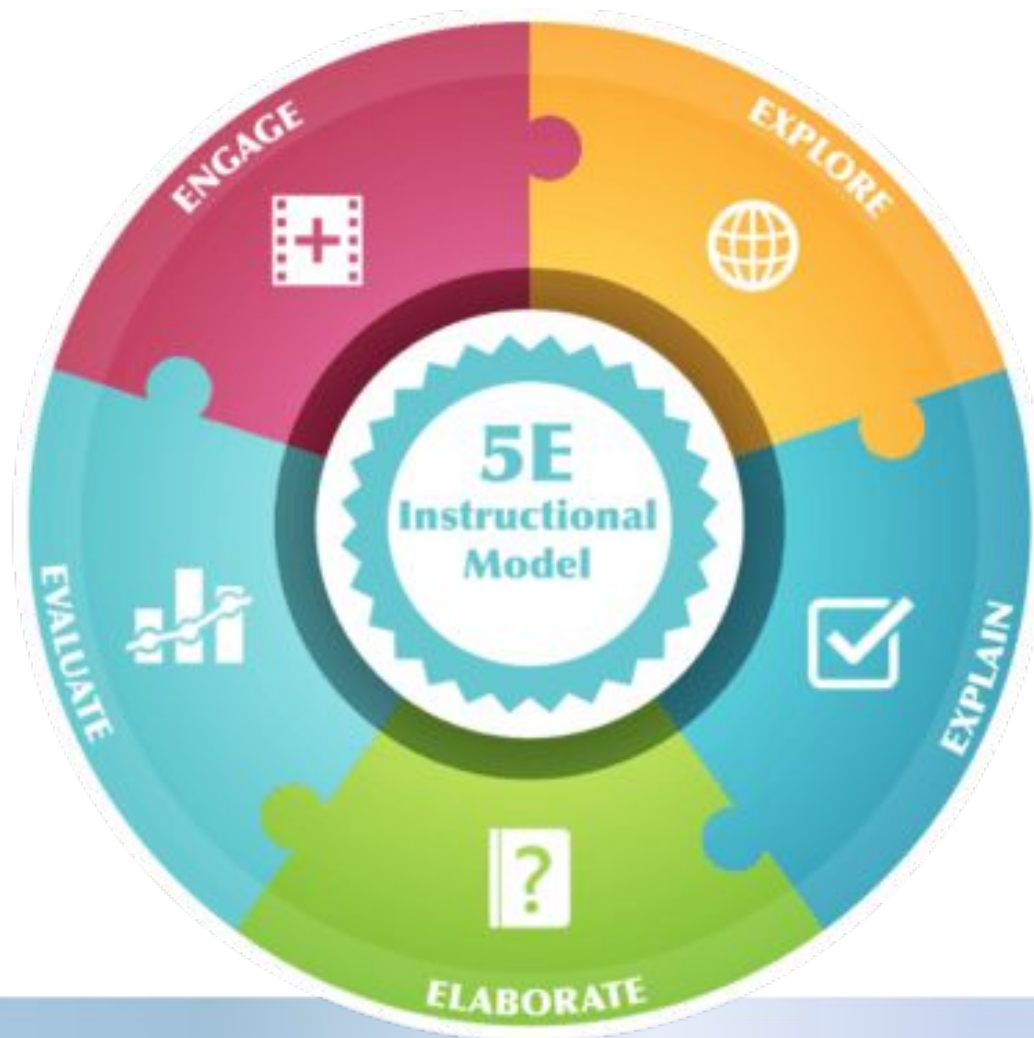 ENGAGE
EXPLORE
EXPLAIN
ELABORATE
EVALUATE
5E
Instructional
Model
?